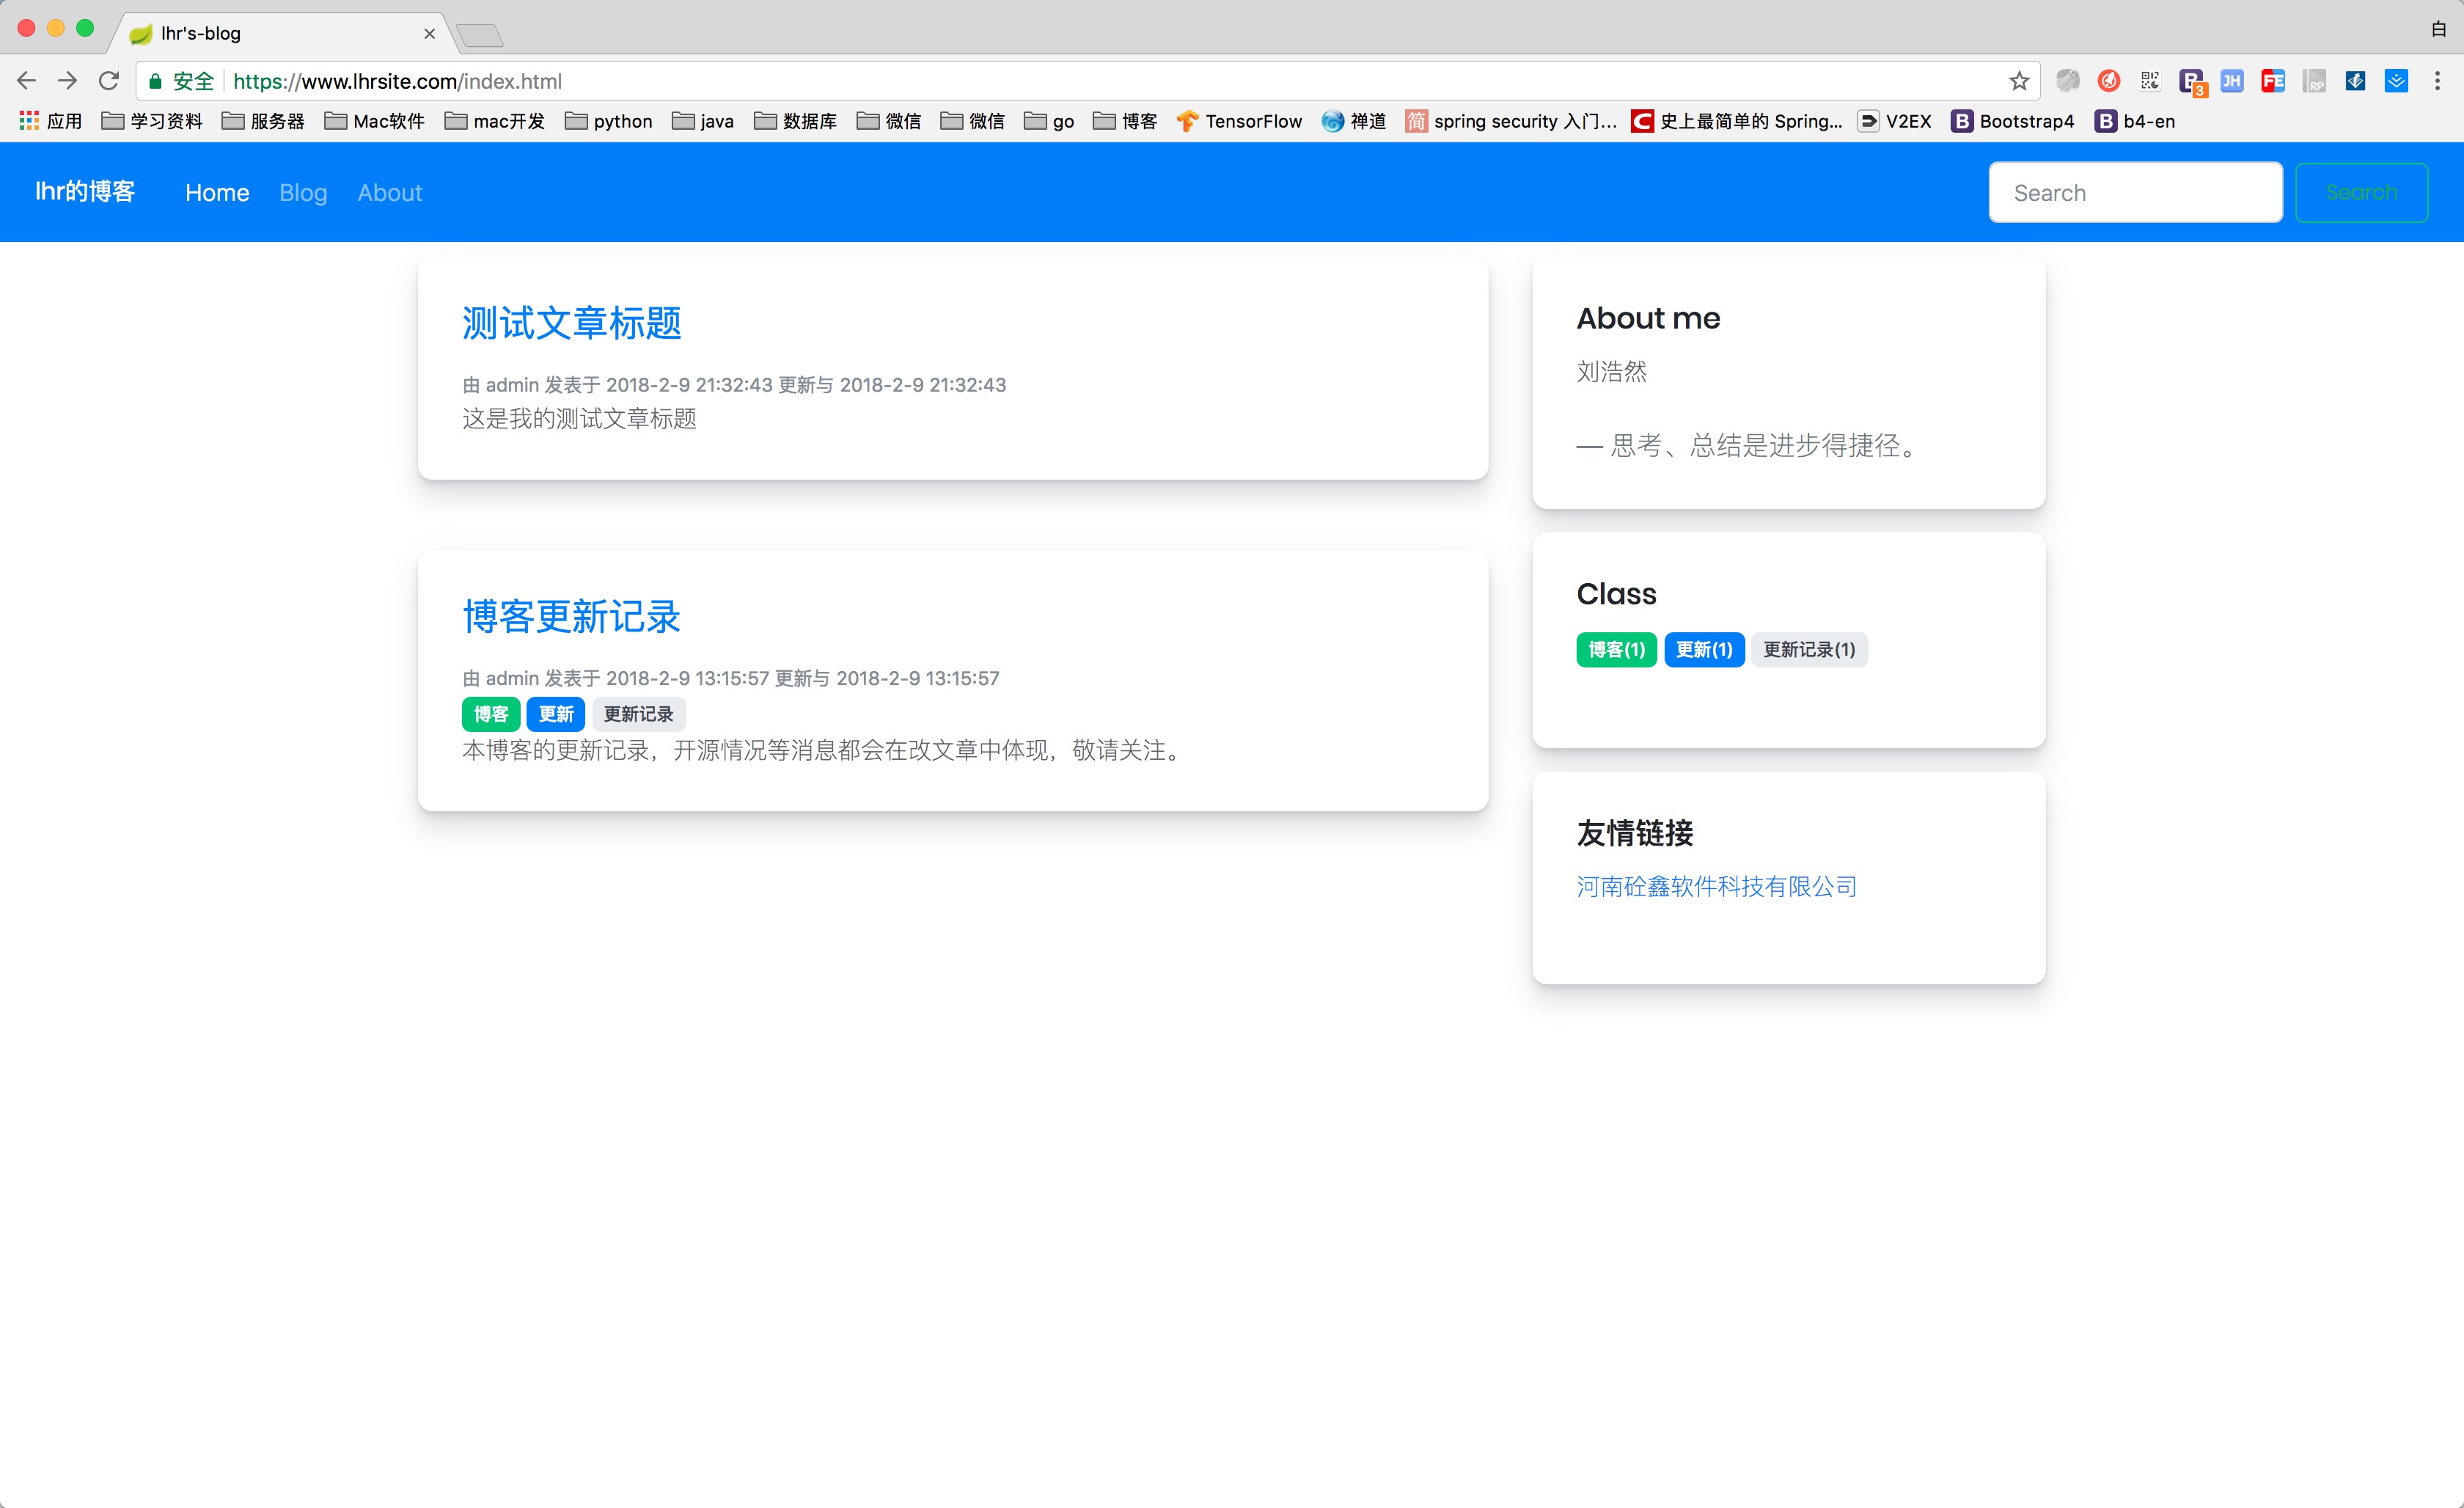 lhr's-blog
白
安全 https://www.lhrsite.com/index.html
3 JH FE RP
应用 学习资料 服务器 Mac软件 mac开发 python java 数据库 微信 微信 go 博客 TensorFlow 禅道 简 spring security 入门... C 史上最简单的 Spring... V2EX B Bootstrap4 B b4-en
lhr的博客 Home Blog About Search Search
测试文章标题
由 admin 发表于 2018-2-9 21:32:43 更新与 2018-2-9 21:32:43
这是我的测试文章标题
博客更新记录
由 admin 发表于 2018-2-9 13:15:57 更新与 2018-2-9 13:15:57
博客 更新 更新记录
本博客的更新记录，开源情况等消息都会在改文章中体现，敬请关注。
About me
刘浩然
— 思考、总结是进步得捷径。
Class
博客(1) 更新(1) 更新记录(1)
友情链接
河南砼鑫软件科技有限公司